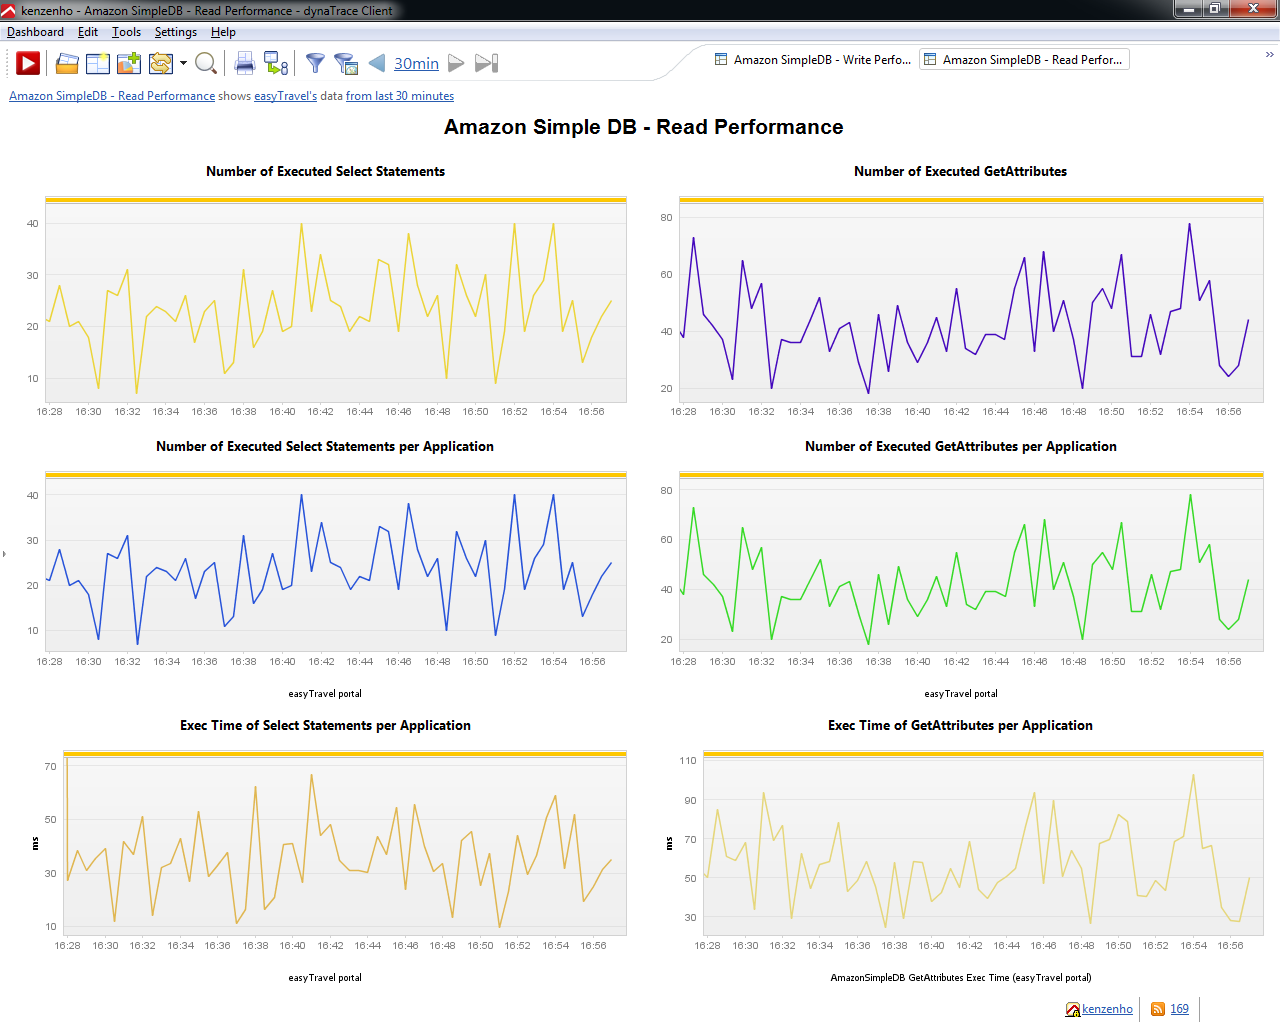 kenzenho - Amazon SimpleDB - Read Performance - dynaTrace Client
Dashboard Edit Tools Settings Help
30min
Amazon SimpleDB - Write Perfo... Amazon SimpleDB - Read Perfor... »
Amazon SimpleDB - Read Performance shows easyTravel's data from last 30 minutes
Amazon Simple DB - Read Performance
Number of Executed Select Statements
40
30
20
10
16:28 16:30 16:32 16:34 16:36 16:38 16:40 16:42 16:44 16:46 16:48 16:50 16:52 16:54 16:56
Number of Executed GetAttributes
80
60
40
20
16:28 16:30 16:32 16:34 16:36 16:38 16:40 16:42 16:44 16:46 16:48 16:50 16:52 16:54 16:56
Number of Executed Select Statements per Application
40
30
20
10
16:28 16:30 16:32 16:34 16:36 16:38 16:40 16:42 16:44 16:46 16:48 16:50 16:52 16:54 16:56
easyTravel portal
Number of Executed GetAttributes per Application
80
60
40
20
16:28 16:30 16:32 16:34 16:36 16:38 16:40 16:42 16:44 16:46 16:48 16:50 16:52 16:54 16:56
easyTravel portal
Exec Time of Select Statements per Application
70
50
30
10
ms
16:28 16:30 16:32 16:34 16:36 16:38 16:40 16:42 16:44 16:46 16:48 16:50 16:52 16:54 16:56
easyTravel portal
Exec Time of GetAttributes per Application
110
90
70
50
30
ms
16:28 16:30 16:32 16:34 16:36 16:38 16:40 16:42 16:44 16:46 16:48 16:50 16:52 16:54 16:56
AmazonSimpleDB GetAttributes Exec Time (easyTravel portal)
kenzenho 169